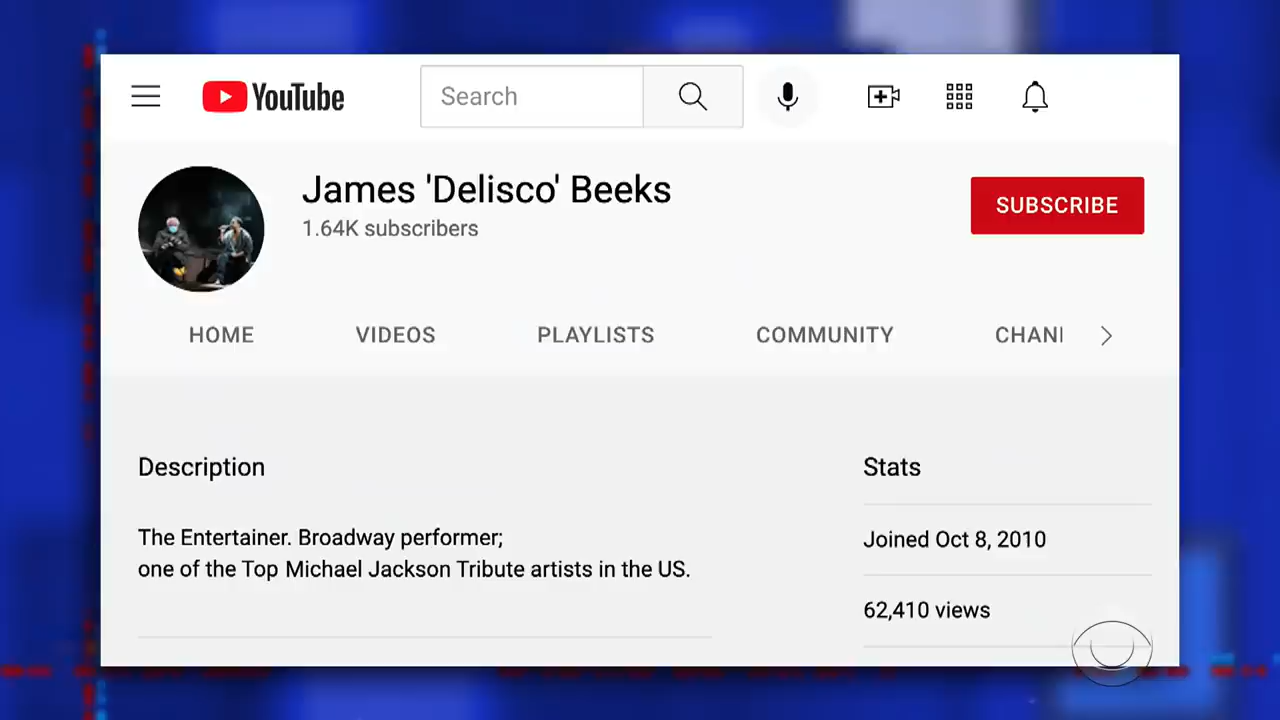 YouTube
Search
James 'Delisco' Beeks
1.64K subscribers
SUBSCRIBE
HOME VIDEOS PLAYLISTS COMMUNITY CHANI
Description
Stats
The Entertainer. Broadway performer;
one of the Top Michael Jackson Tribute artists in the US.
Joined Oct 8, 2010
62,410 views